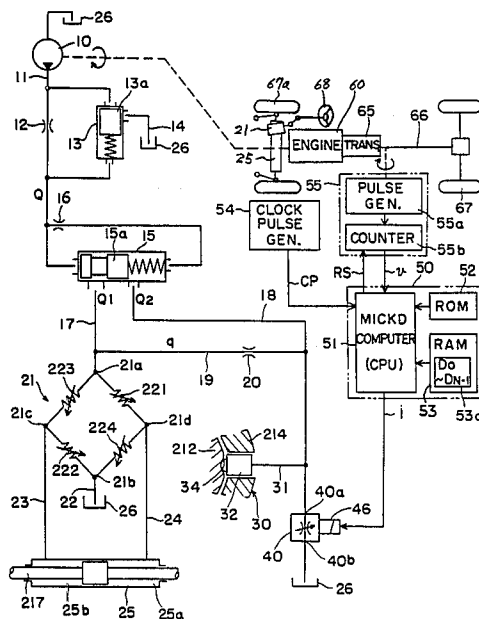 26
10
11
13a
12
13
14
26
Q
16
15a
15
Q1
Q2
17
18
q
19
20
21
223
221
21a
21c
21d
222
224
22
21b
26
23
24
217
25b
25
25a
67a
68
60
21
65
66
25
ENGINE
TRANS
67
54
CLOCK
PULSE
GEN.
55
PULSE
GEN.
55a
COUNTER
55b
CP
RS
v
50
52
51
MICKD
COMPUTER
(CPU)
ROM
RAM
Do
~DN-1
53
53a
i
212
214
34
32
31
30
40a
46
40
40b
26